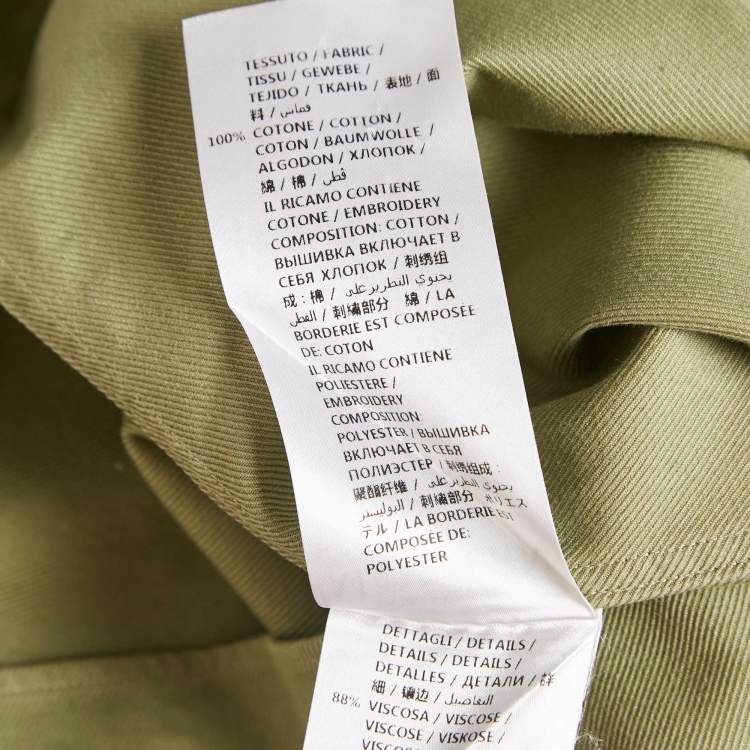 TESSUTO / FABRIC /
TISSU / GEWEBE /
TEJIDO / ТКАНЬ / 表地 / 面
料 / قماش /
100% COTONE / COTTON /
COTON / BAUMWOLLE /
ALGODON / ХЛОПОК /
綿 / 棉 / قطن
IL RICAMO CONTIENE
COTONE / EMBROIDERY
COMPOSITION: COTTON /
ВЫШИВКА ВКЛЮЧАЕТ В
СЕБЯ ХЛОПОК / 刺绣组
成：棉 / يحتوي التطريز على
القطن / 刺繍部分 綿 / LA
BORDERIE EST COMPOSÉE
DE: COTON
IL RICAMO CONTIENE
POLIESTERE /
EMBROIDERY
COMPOSITION:
POLYESTER / ВЫШИВКА
ВКЛЮЧАЕТ В СЕБЯ
ПОЛИЭСТЕР / 刺绣组成：
聚酯纤维 / يحتوي التطريز على
البوليستر / 刺繍部分 ポリエス
テル / LA BORDERIE EST
COMPOSÉE DE:
POLYESTER
DETTAGLI / DETAILS /
DETAILS / DETAILS /
DETALLES / ДЕТАЛИ / 詳
細 / 镶边 / التفاصيل
88% VISCOSA / VISCOSE /
VISCOSE / VISKOSE /
VISCOSA / ВИСКОЗА /